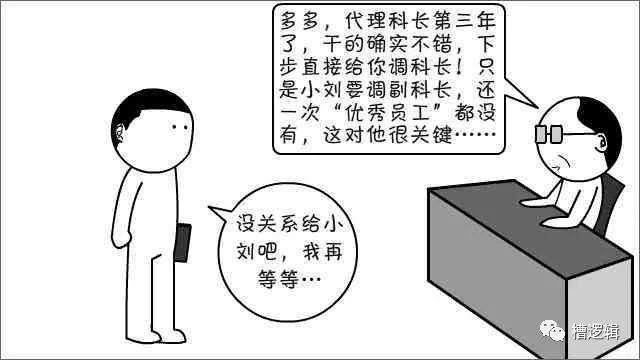 多多，代理科长第三年
了，干的确实不错，下
步直接给你调科长！只
是小刘要调副科长，还
一次“优秀员工”都没
有，这对他很关键……
没关系给小
刘吧，我再
等等…
槽逻辑